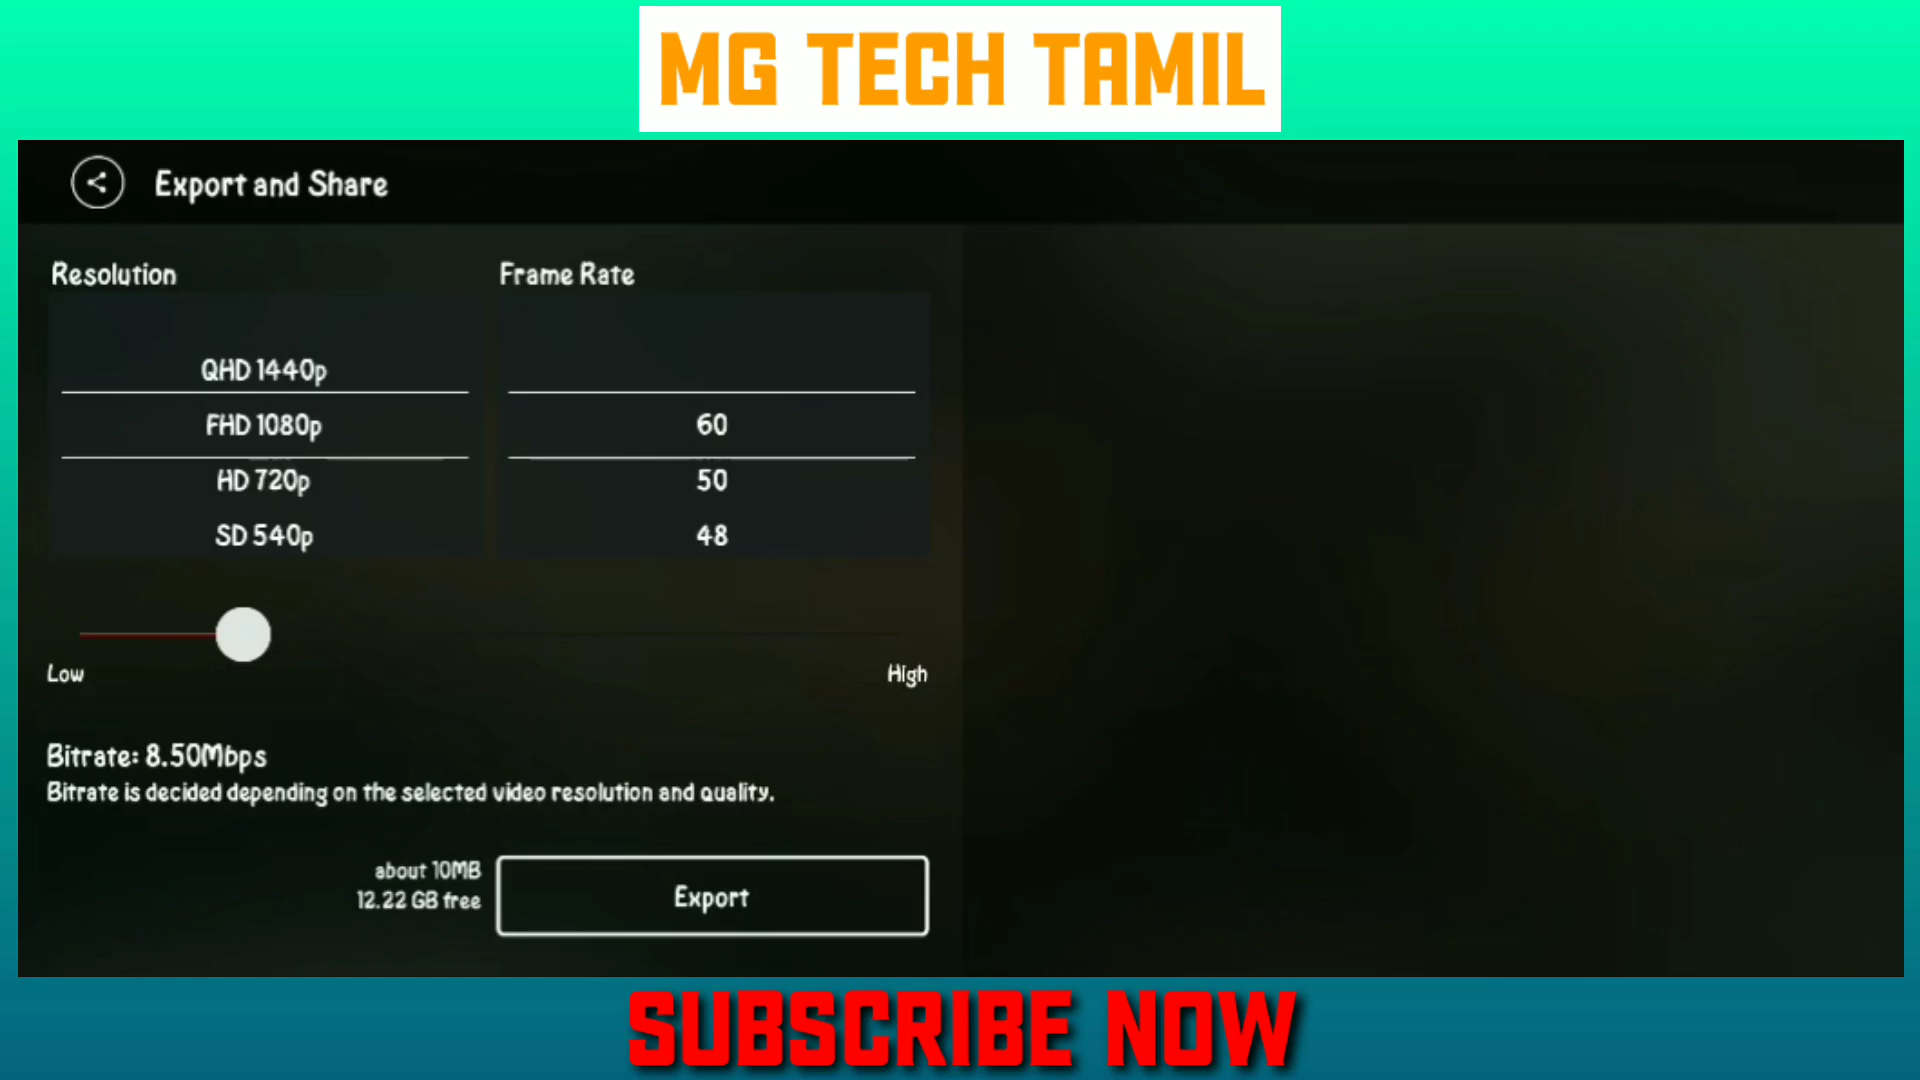 MG TECH TAMIL
Export and Share
Resolution
Frame Rate
QHD 1440p
FHD 1080p
60
HD 720p
50
SD 540p
48
Low
High
Bitrate: 8.50Mbps
Bitrate is decided depending on the selected video resolution and quality.
about 10MB
12.22 GB free
Export
SUBSCRIBE NOW